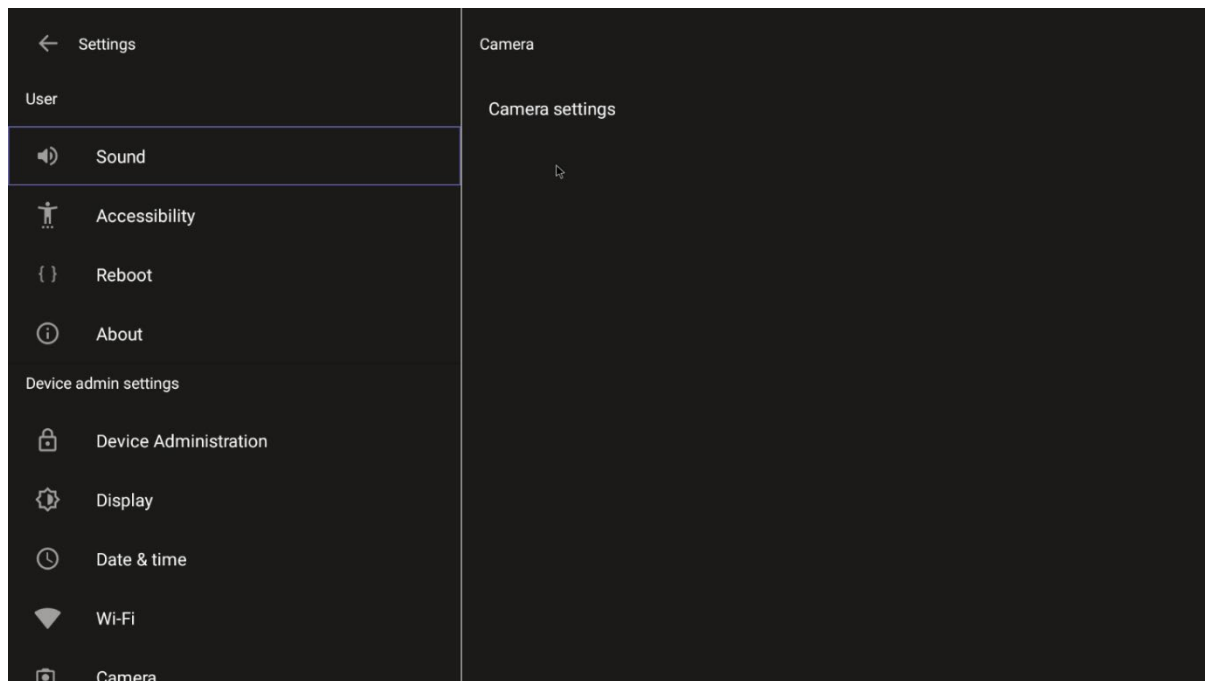 Settings
User
Sound
Accessibility
Reboot
About
Device admin settings
Device Administration
Display
Date & time
Wi-Fi
Camera
Camera
Camera settings